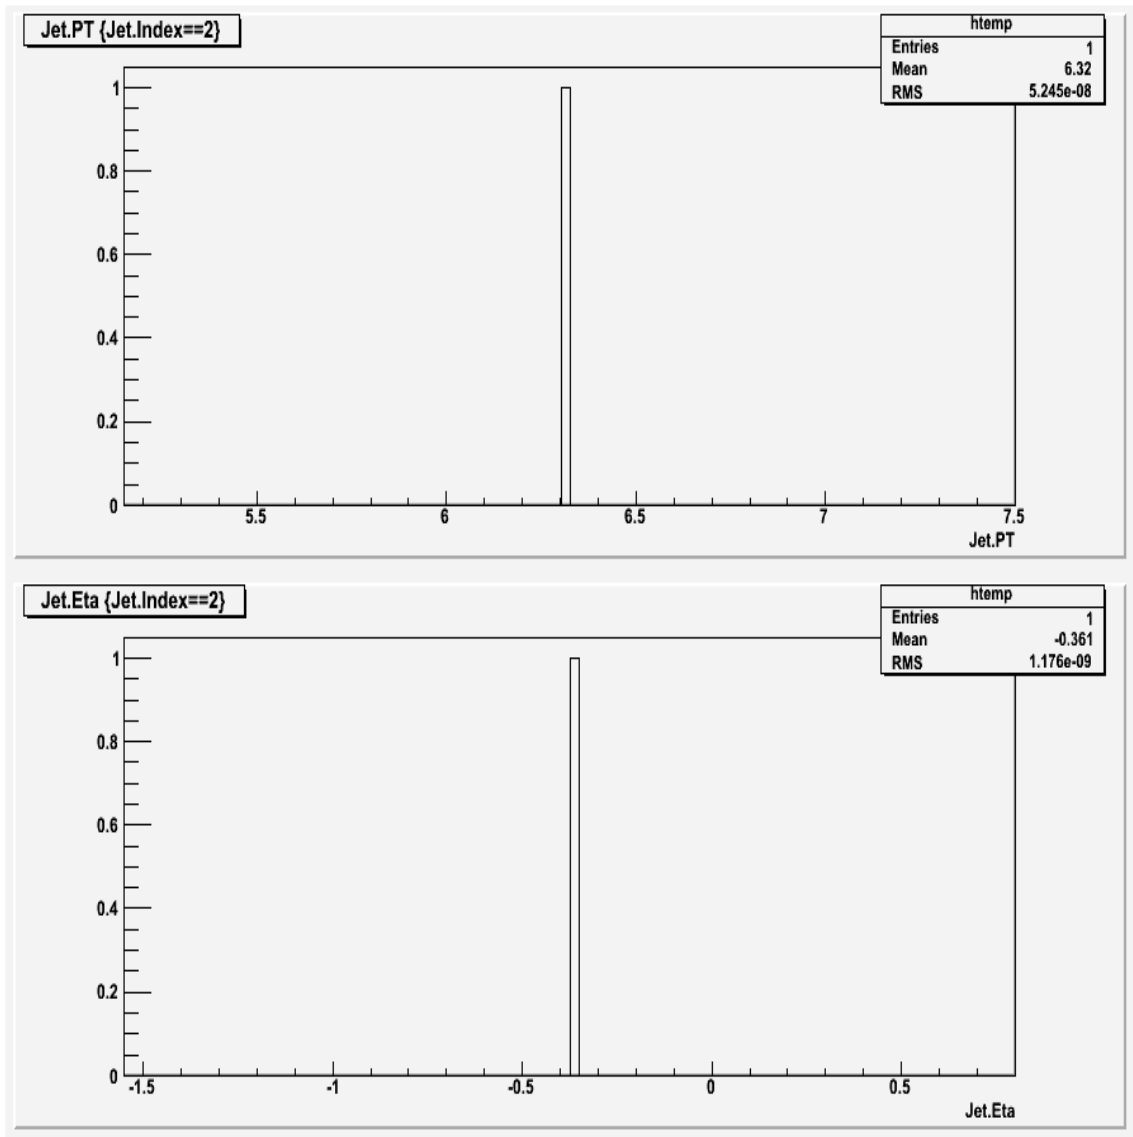 Jet.PT {Jet.Index==2}
htemp
Entries 1
Mean 6.32
RMS 5.245e-08
1
0.8
0.6
0.4
0.2
0
5.5 6 6.5 7 7.5
Jet.PT
Jet.Eta {Jet.Index==2}
htemp
Entries 1
Mean -0.361
RMS 1.176e-09
1
0.8
0.6
0.4
0.2
0
-1.5 -1 -0.5 0 0.5
Jet.Eta